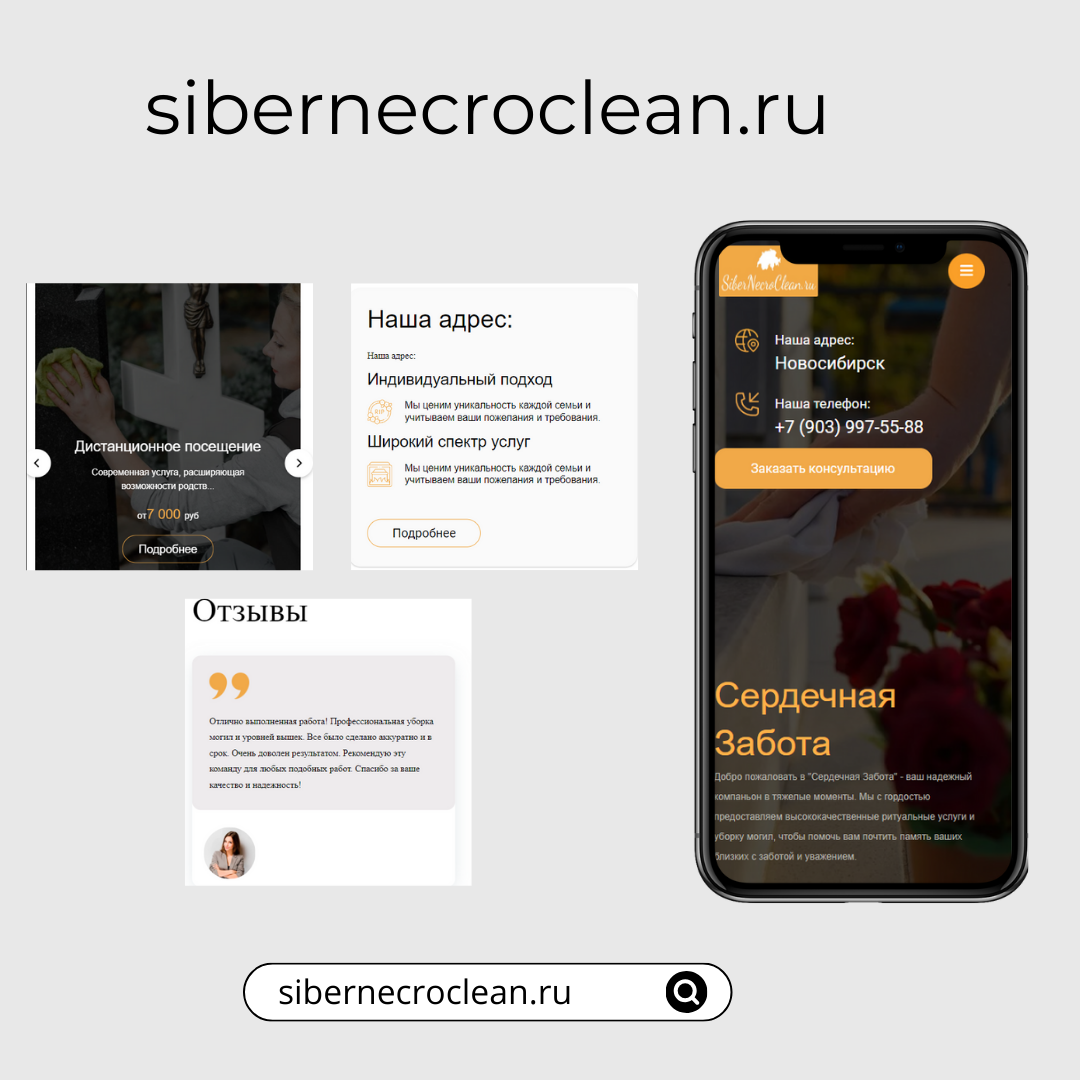 sibernecroclean.ru
Дистанционное посещение
Современная услуга, расширяющая
возможности родств...
от 7 000 руб
Подробнее
Наша адрес:
Наша адрес:
Индивидуальный подход
RIP
Мы ценим уникальность каждой семьи и
учитываем ваши пожелания и требования.
Широкий спектр услуг
Мы ценим уникальность каждой семьи и
учитываем ваши пожелания и требования.
Подробнее
Отзывы
Отлично выполненная работа! Профессиональная уборка
могил и уровней вышек. Все было сделано аккуратно и в
срок. Очень доволен результатом. Рекомендую эту
команду для любых подобных работ. Спасибо за ваше
качество и надежность!
SiberNecroClean.ru
Наша адрес:
Новосибирск
Наша телефон:
+7 (903) 997-55-88
Заказать консультацию
Сердечная
Забота
Добро пожаловать в "Сердечная Забота" - ваш надежный
компаньон в тяжелые моменты. Мы с гордостью
предоставляем высококачественные ритуальные услуги и
уборку могил, чтобы помочь вам почтить память ваших
близких с заботой и уважением.
sibernecroclean.ru